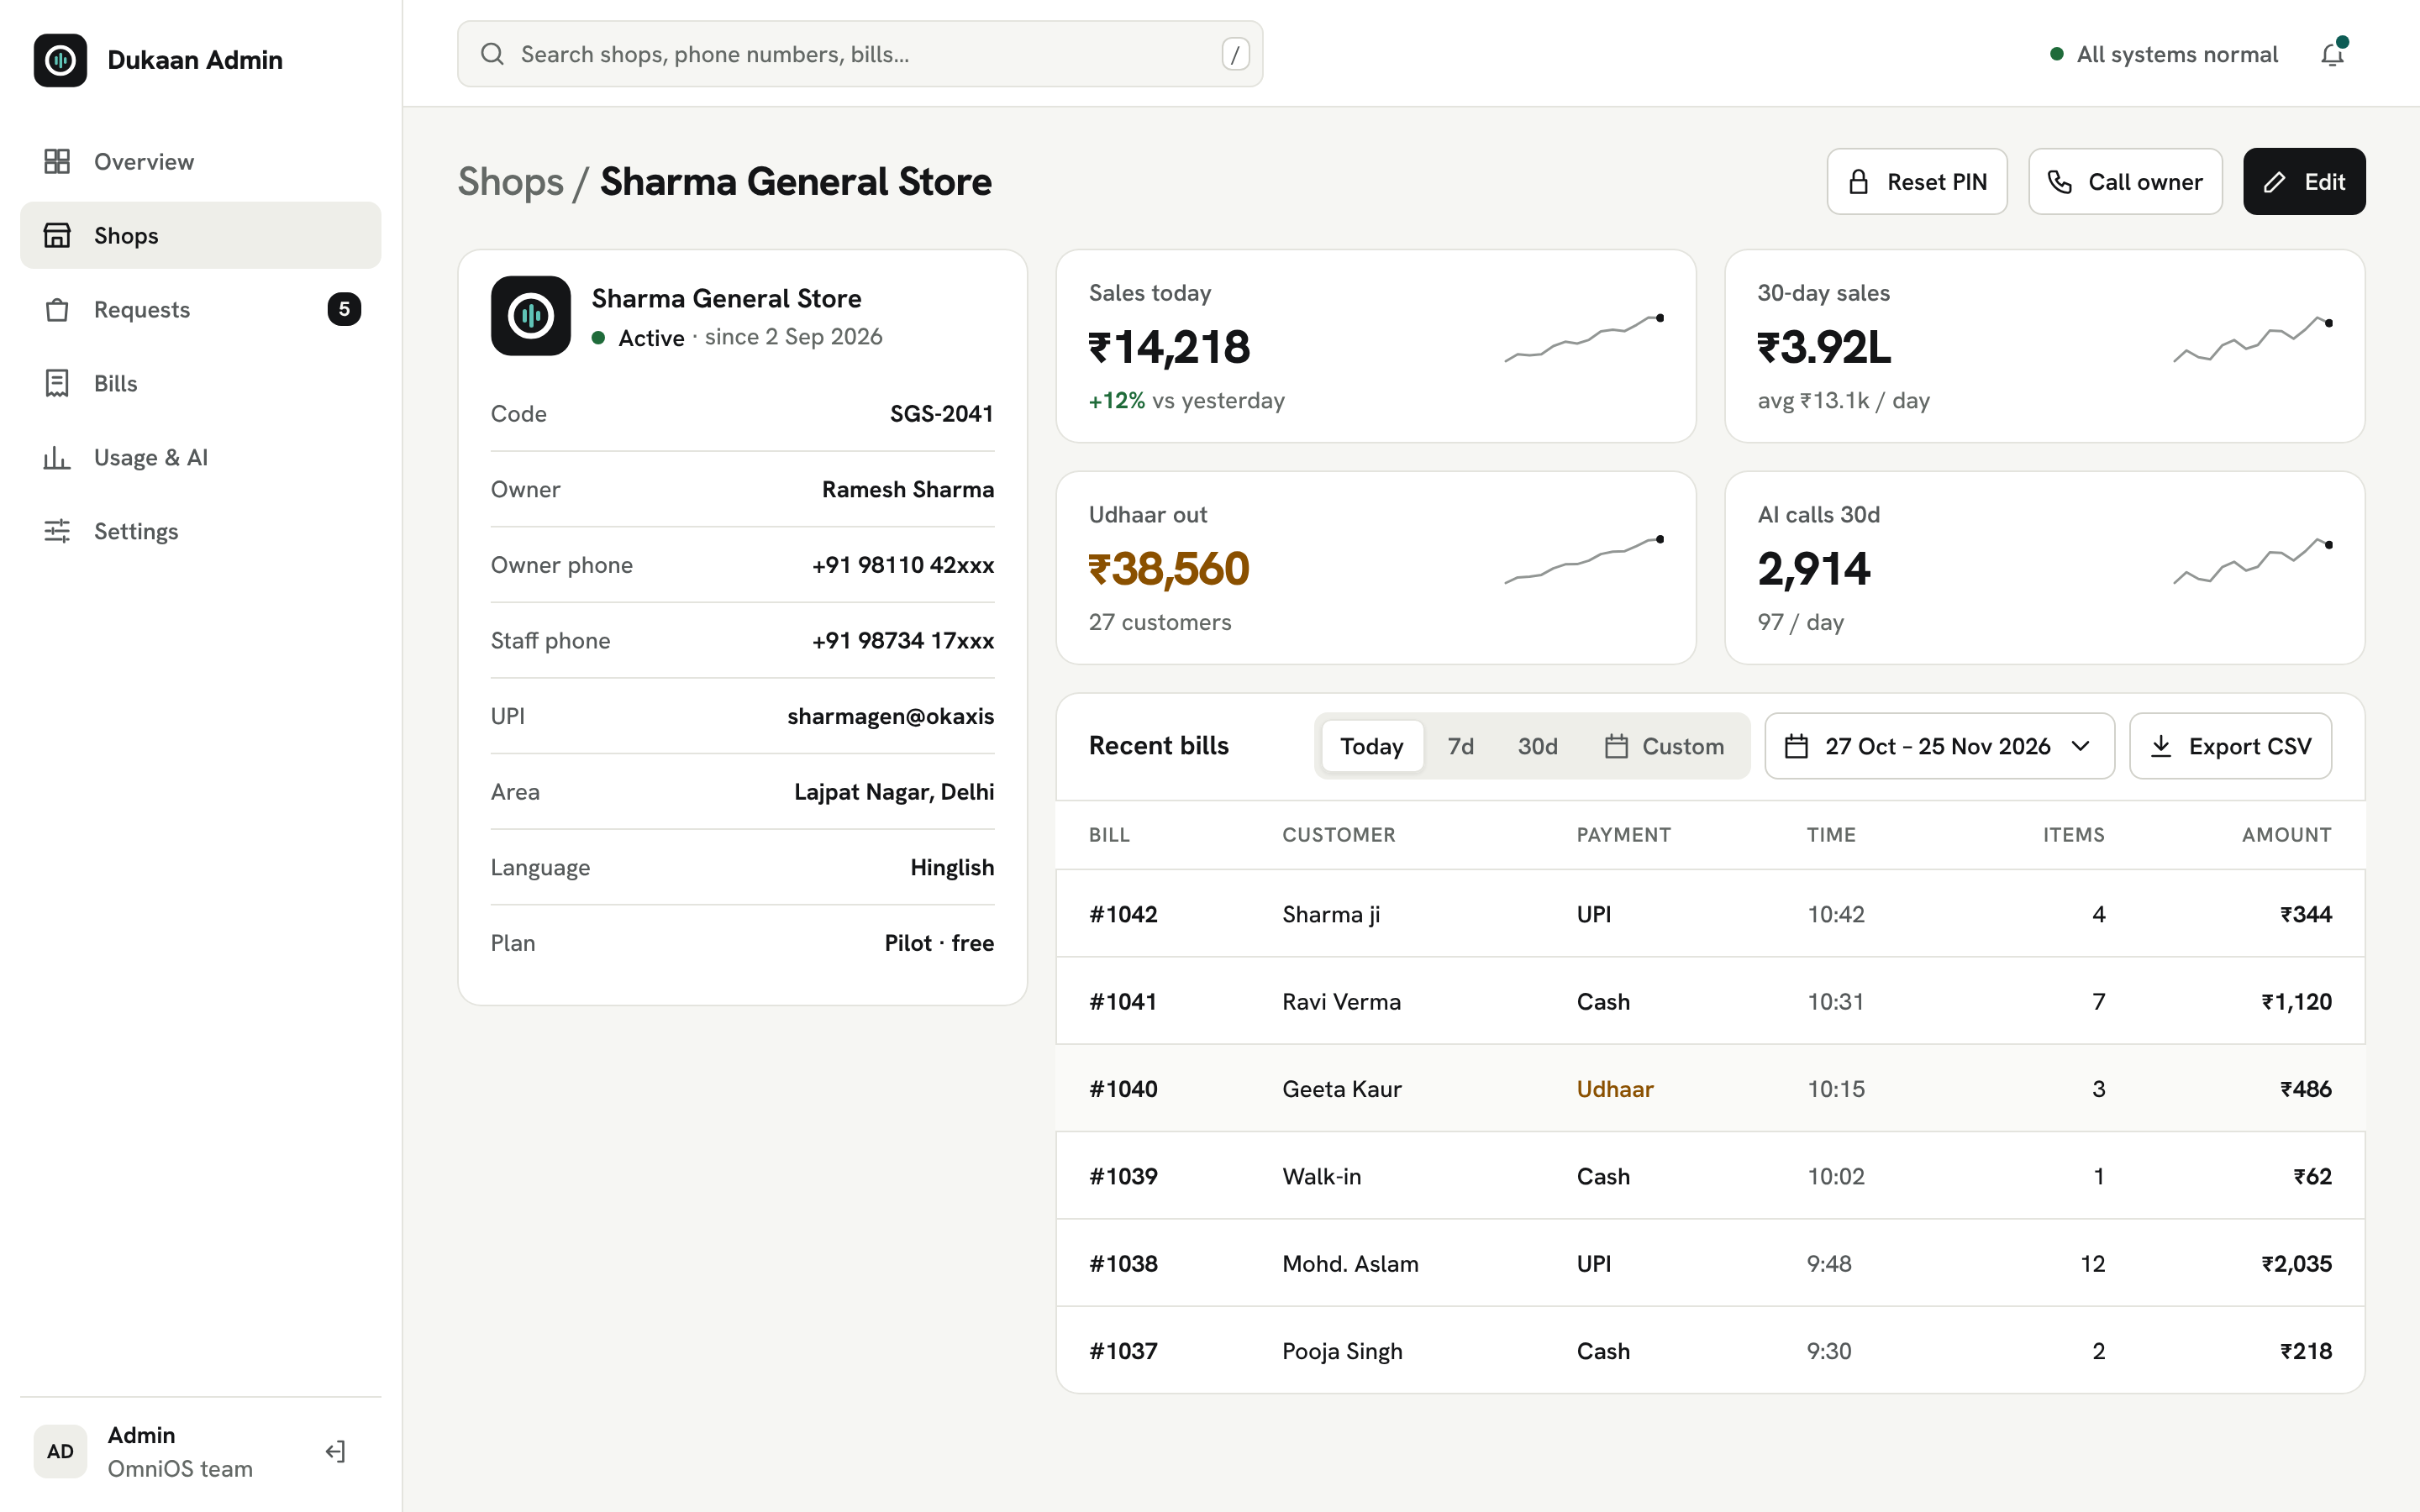 Dukaan Admin
Search shops, phone numbers, bills...
/
All systems normal
Overview
Shops
Requests
5
Bills
Usage & AI
Settings
AD
Admin
OmniOS team
Shops / Sharma General Store
Reset PIN
Call owner
Edit
Sharma General Store
Active · since 2 Sep 2026
Code SGS-2041
Owner Ramesh Sharma
Owner phone +91 98110 42xxx
Staff phone +91 98734 17xxx
UPI sharmagen@okaxis
Area Lajpat Nagar, Delhi
Language Hinglish
Plan Pilot · free
Sales today
₹14,218
+12% vs yesterday
30-day sales
₹3.92L
avg ₹13.1k / day
Udhaar out
₹38,560
27 customers
AI calls 30d
2,914
97 / day
Recent bills
Today 7d 30d Custom
27 Oct – 25 Nov 2026
Export CSV
BILL CUSTOMER PAYMENT TIME ITEMS AMOUNT
#1042 Sharma ji UPI 10:42 4 ₹344
#1041 Ravi Verma Cash 10:31 7 ₹1,120
#1040 Geeta Kaur Udhaar 10:15 3 ₹486
#1039 Walk-in Cash 10:02 1 ₹62
#1038 Mohd. Aslam UPI 9:48 12 ₹2,035
#1037 Pooja Singh Cash 9:30 2 ₹218